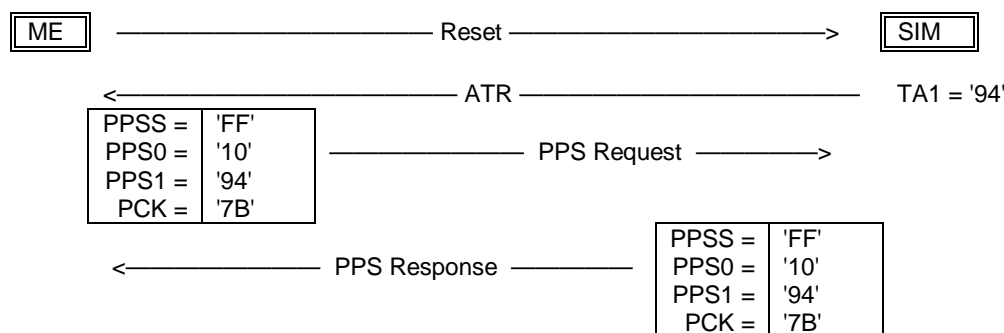 ME Reset SIM
ATR TA1 = '94'
PPSS = 'FF'
PPS0 = '10' PPS Request
PPS1 = '94'
PCK = '7B'
PPSS = 'FF'
PPS Response PPS0 = '10'
PPS1 = '94'
PCK = '7B'